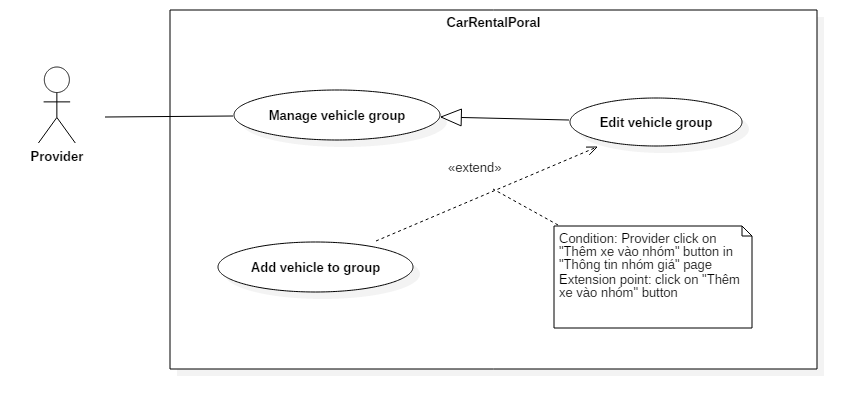 CarRentalPoral
Manage vehicle group
Edit vehicle group
Provider
«extend»
Condition: Provider click on
"Thêm xe vào nhóm" button in
"Thông tin nhóm giá" page
Extension point: click on "Thêm
xe vào nhóm" button
Add vehicle to group